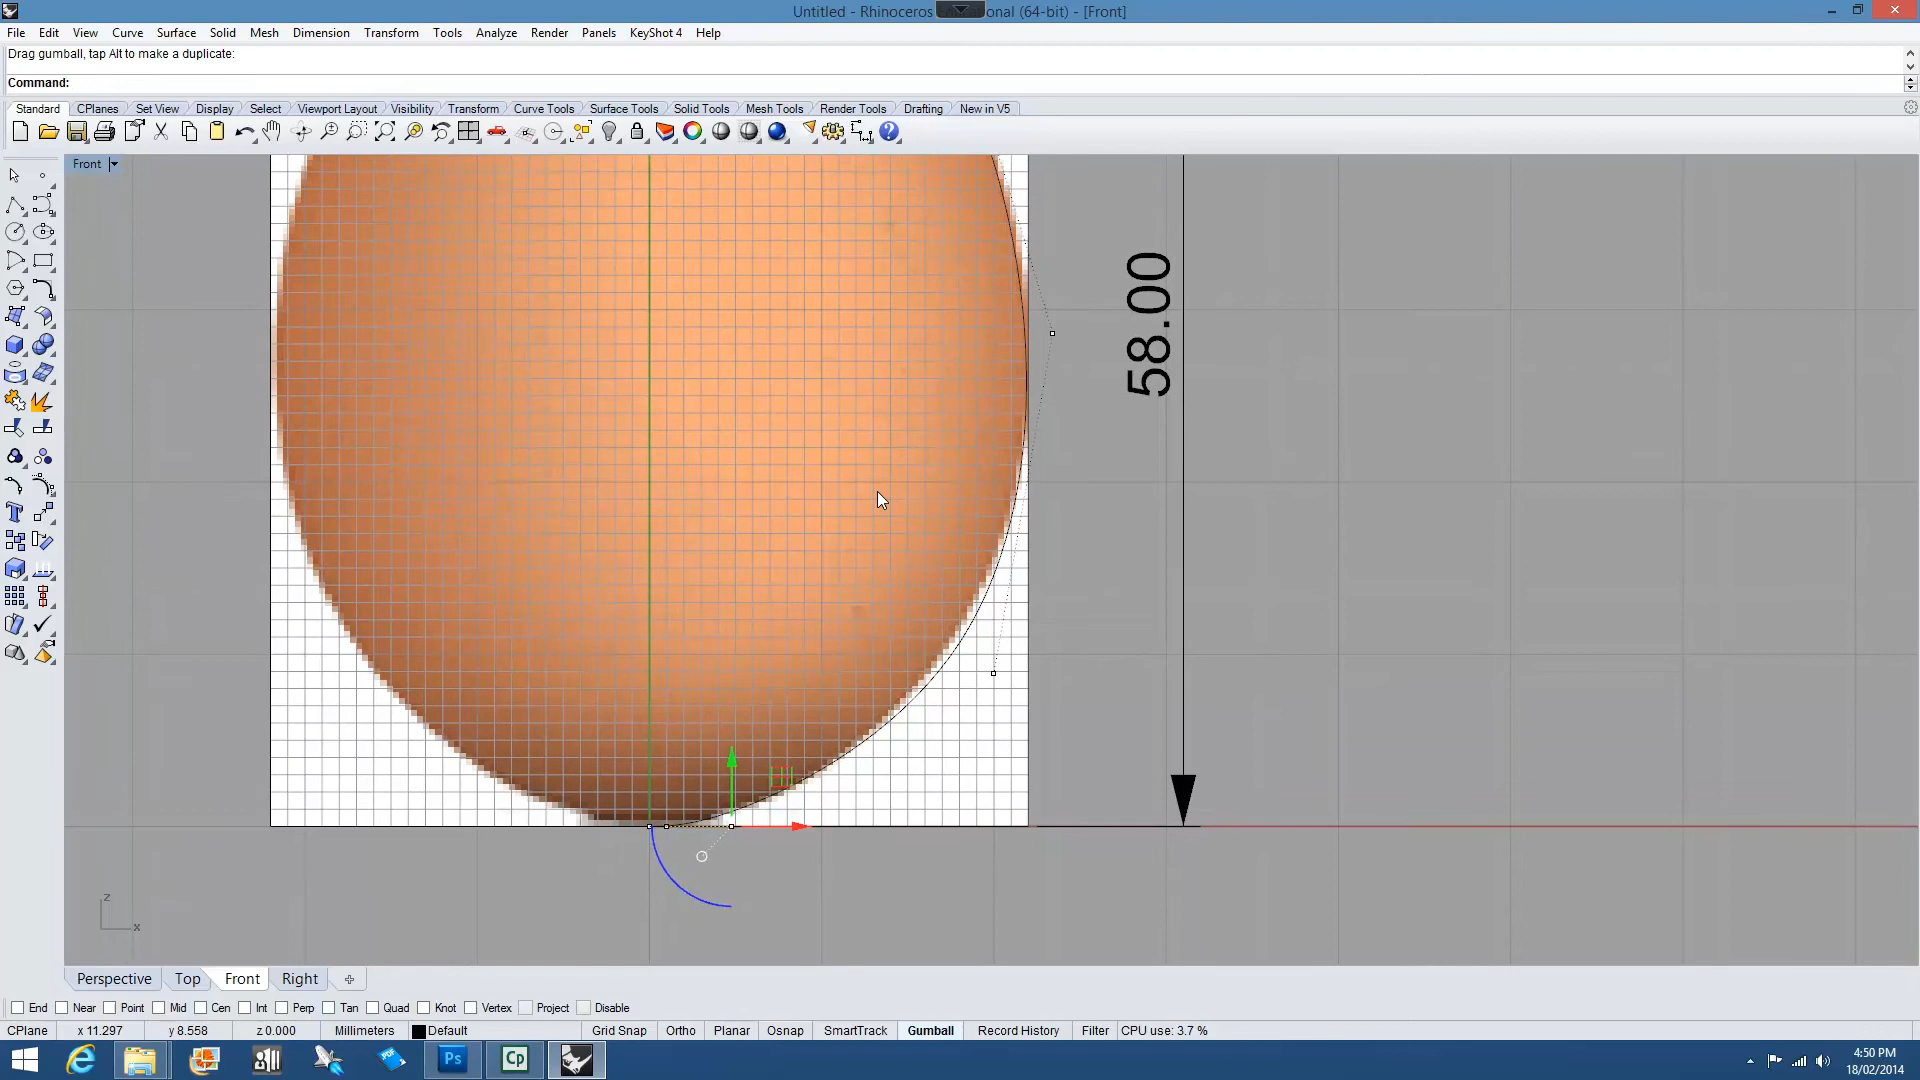 Untitled - Rhinoceros Educational (64-bit) - [Front]
File Edit View Curve Surface Solid Mesh Dimension Transform Tools Analyze Render Panels KeyShot 4 Help
Drag gumball, tap Alt to make a duplicate:
Command:
Standard CPlanes Set View Display Select Viewport Layout Visibility Transform Curve Tools Surface Tools Solid Tools Mesh Tools Render Tools Drafting New in V5
Front
58.00
z
x
Perspective Top Front Right
End Near Point Mid Cen Int Perp Tan Quad Knot Vertex Project Disable
CPlane x 11.297 y 8.558 z 0.000 Millimeters Default Grid Snap Ortho Planar Osnap SmartTrack Gumball Record History Filter CPU use: 3.7 %
Ps Cp
4:50 PM
18/02/2014